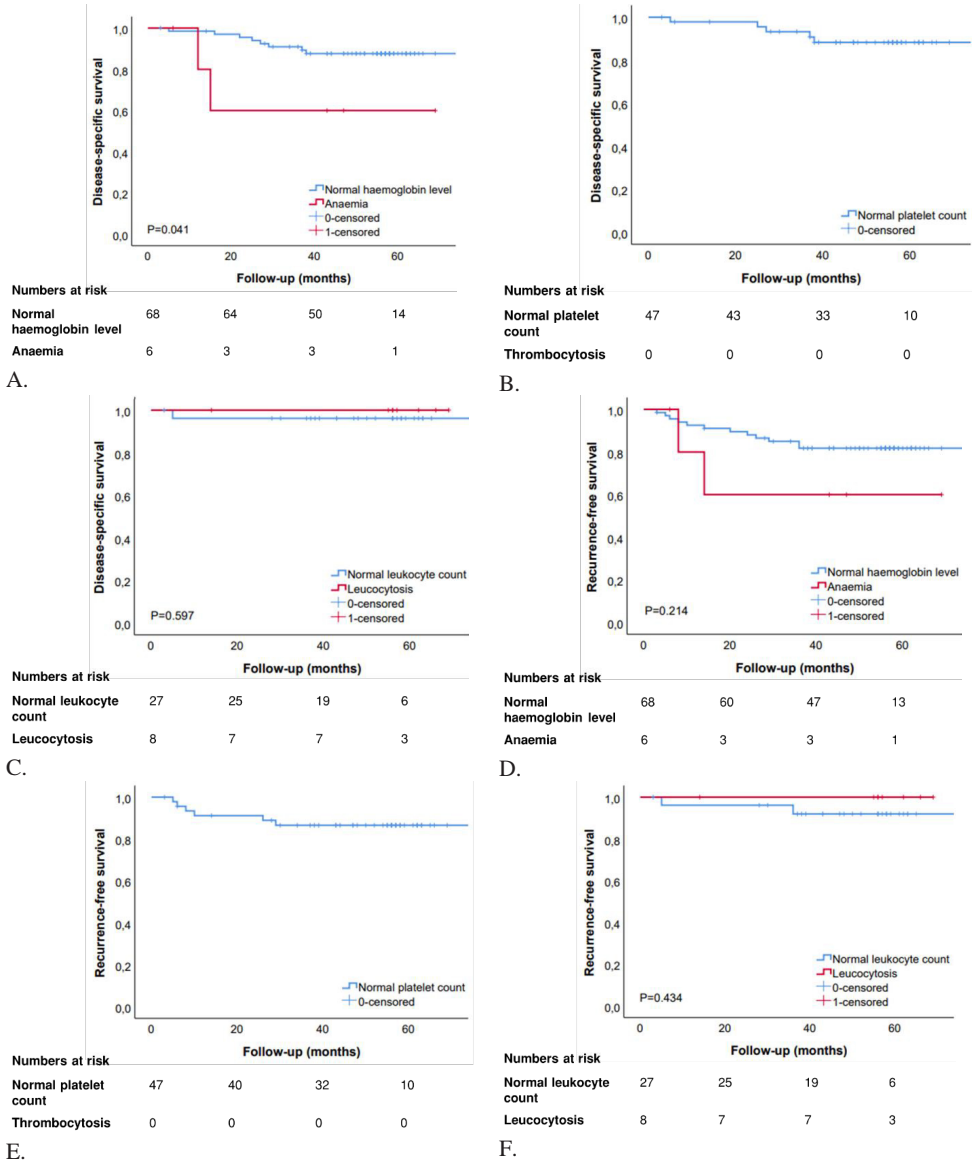 1,0
0,8
0,6
0,4
0,2
0,0
Disease-specific survival
Normal haemoglobin level
Anaemia
0-censored
1-censored
P=0.041
0 20 40 60
Follow-up (months)
Numbers at risk
Normal haemoglobin level 68 64 50 14
Anaemia 6 3 3 1
A.
1,0
0,8
0,6
0,4
0,2
0,0
Disease-specific survival
Normal platelet count
0-censored
0 20 40 60
Follow-up (months)
Numbers at risk
Normal platelet count 47 43 33 10
Thrombocytosis 0 0 0 0
B.
1,0
0,8
0,6
0,4
0,2
0,0
Disease-specific survival
Normal leukocyte count
Leucocytosis
0-censored
1-censored
P=0.597
0 20 40 60
Follow-up (months)
Numbers at risk
Normal leukocyte count 27 25 19 6
Leucocytosis 8 7 7 3
C.
1,0
0,8
0,6
0,4
0,2
0,0
Recurrence-free survival
Normal haemoglobin level
Anaemia
0-censored
1-censored
P=0.214
0 20 40 60
Follow-up (months)
Numbers at risk
Normal haemoglobin level 68 60 47 13
Anaemia 6 3 3 1
D.
1,0
0,8
0,6
0,4
0,2
0,0
Recurrence-free survival
Normal platelet count
0-censored
0 20 40 60
Follow-up (months)
Numbers at risk
Normal platelet count 47 40 32 10
Thrombocytosis 0 0 0 0
E.
1,0
0,8
0,6
0,4
0,2
0,0
Recurrence-free survival
Normal leukocyte count
Leucocytosis
0-censored
1-censored
P=0.434
0 20 40 60
Follow-up (months)
Numbers at risk
Normal leukocyte count 27 25 19 6
Leucocytosis 8 7 7 3
F.